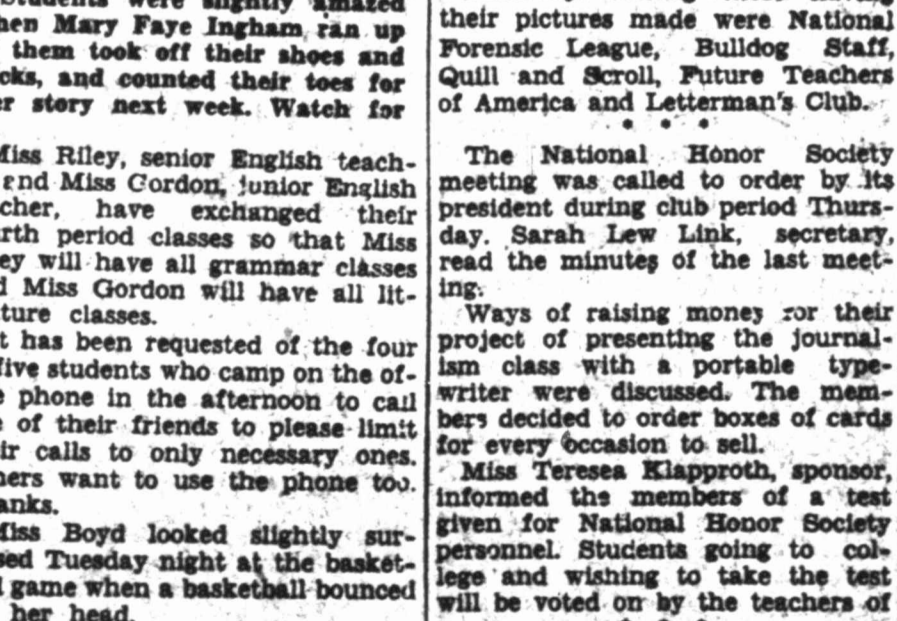 Students were slightly amazed
hen Mary Faye Ingham ran up
them took off their shoes and
cks, and counted their toes for
er story next week. Watch for
Miss Riley, senior English teach-
and Miss Gordon, junior English
cher, have exchanged their
rth period classes so that Miss
ey will have all grammar classes
d Miss Gordon will have all lit-
ture classes.
t has been requested of the four
five students who camp on the of-
e phone in the afternoon to call
e of their friends to please limit
ir calls to only necessary ones.
hers want to use the phone too.
anks.
Miss Boyd looked slightly sur-
sed Tuesday night at the basket-
l game when a basketball bounced
her head.
their pictures made were National
Forensic League, Bulldog Staff,
Quill and Scroll, Future Teachers
of America and Letterman's Club.
* * *
The National Honor Society
meeting was called to order by its
president during club period Thurs-
day. Sarah Lew Link, secretary,
read the minutes of the last meet-
ing.
Ways of raising money for their
project of presenting the journal-
ism class with a portable type-
writer were discussed. The mem-
bers decided to order boxes of cards
for every occasion to sell.
Miss Teresea Klapproth, sponsor,
informed the members of a test
given for National Honor Society
personnel. Students going to col-
lege and wishing to take the test
will be voted on by the teachers of